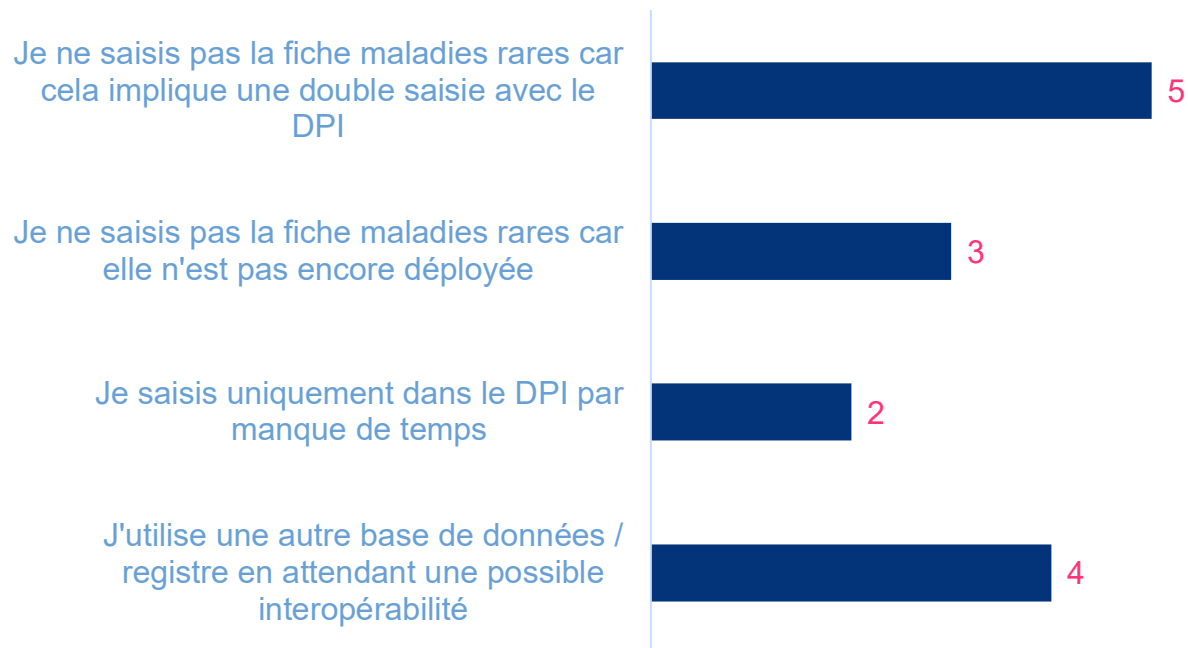 Je ne saisis pas la fiche maladies rares car
cela implique une double saisie avec le
DPI
5
Je ne saisis pas la fiche maladies rares car
elle n'est pas encore déployée
3
Je saisis uniquement dans le DPI par
manque de temps
2
J'utilise une autre base de données /
registre en attendant une possible
interopérabilité
4